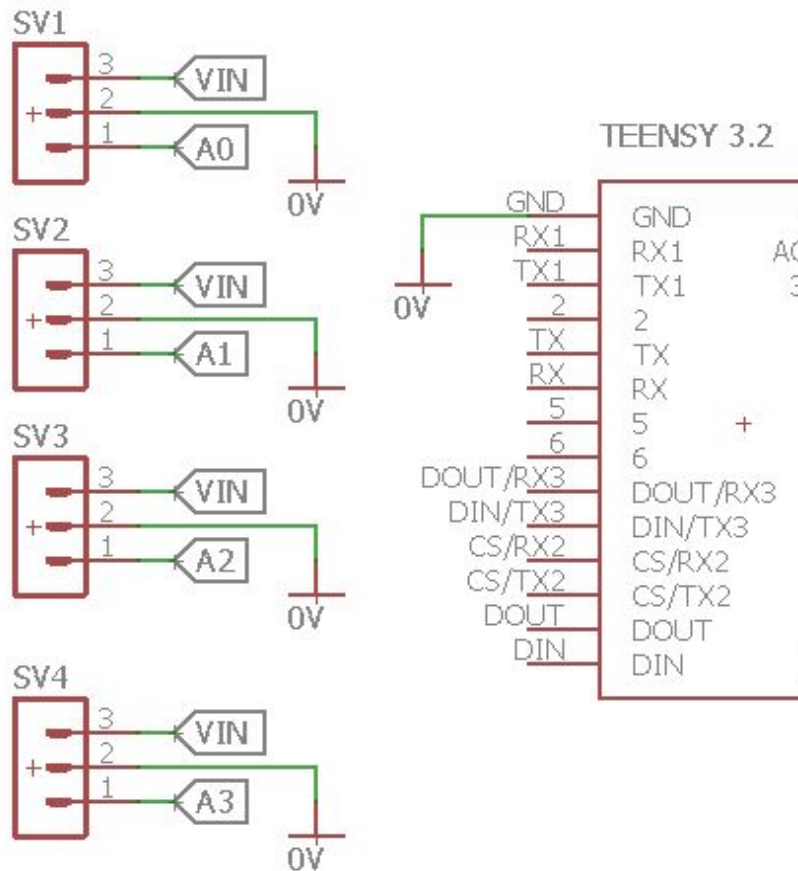 SV1
3 VIN
2
1 A0
0V
SV2
3 VIN
2
1 A1
0V
SV3
3 VIN
2
1 A2
0V
SV4
3 VIN
2
1 A3
0V
TEENSY 3.2
GND GND
RX1 RX1
TX1 TX1
0V
2 2
TX TX
RX RX
5 5
6 6
DOUT/RX3 DOUT/RX3
DIN/TX3 DIN/TX3
CS/RX2 CS/RX2
CS/TX2 CS/TX2
DOUT DOUT
DIN DIN